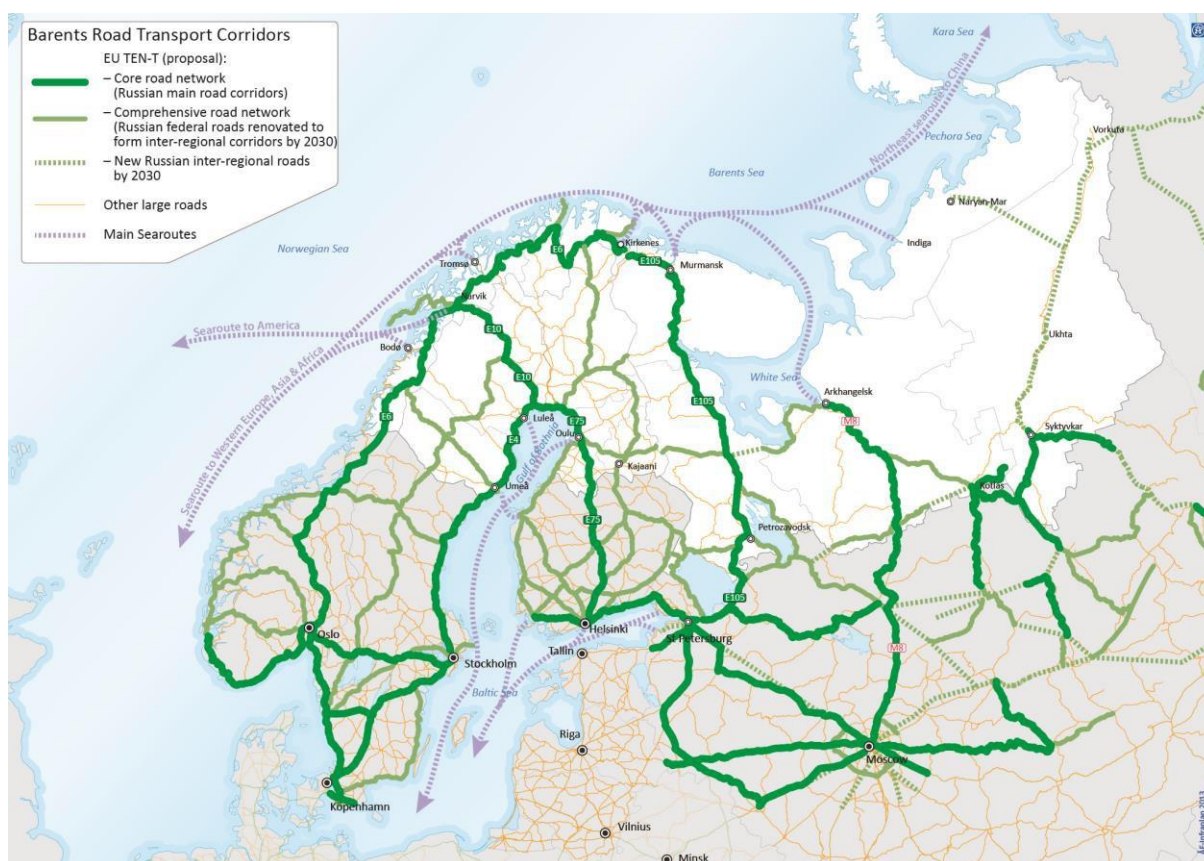 Barents Road Transport Corridors
EU TEN-T (proposal):
– Core road network
(Russian main road corridors)
– Comprehensive road network
(Russian federal roads renovated to
form inter-regional corridors by 2030)
– New Russian inter-regional roads
by 2030
Other large roads
Main Searoutes
Kara Sea
Northeast searoute to China
Vorkuta
Pechora Sea
Barents Sea
Naryan-Mar
Norwegian Sea
Indiga
Kirkenes
E6
Tromsø
E105
Murmansk
Narvik
Searoute to America
E10
Ukhta
Bodø
Searoute to Western Europe, Asia & Africa
E10
White Sea
Arkhangelsk
E105
E6
Luleå
E75
M8
E4
Oulu
Syktyvkar
Gulf of Bothnia
Kajaani
Umeå
Kotlas
E75
Petrozavodsk
E105
Oslo
Helsinki
St Petersburg
Stockholm
Tallin
M8
Baltic Sea
Riga
Moscow
Köpenhamn
Vilnius
Minsk